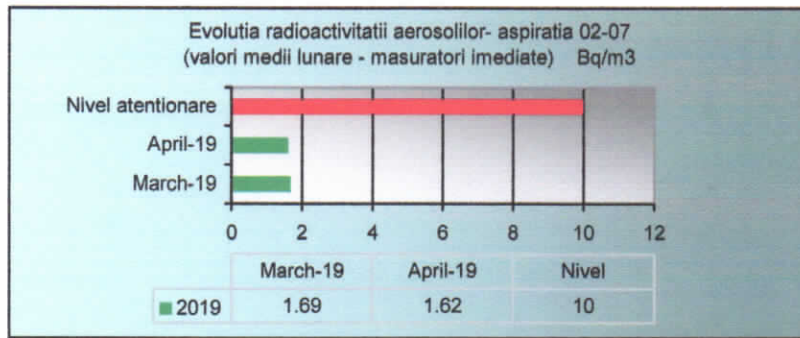 Evolutia radioactivitatii aerosolilor- aspiratia 02-07
(valori medii lunare - masuratori imediate) Bq/m3
Nivel atentionare
April-19
March-19
0 2 4 6 8 10 12
March-19 April-19 Nivel
2019 1.69 1.62 10